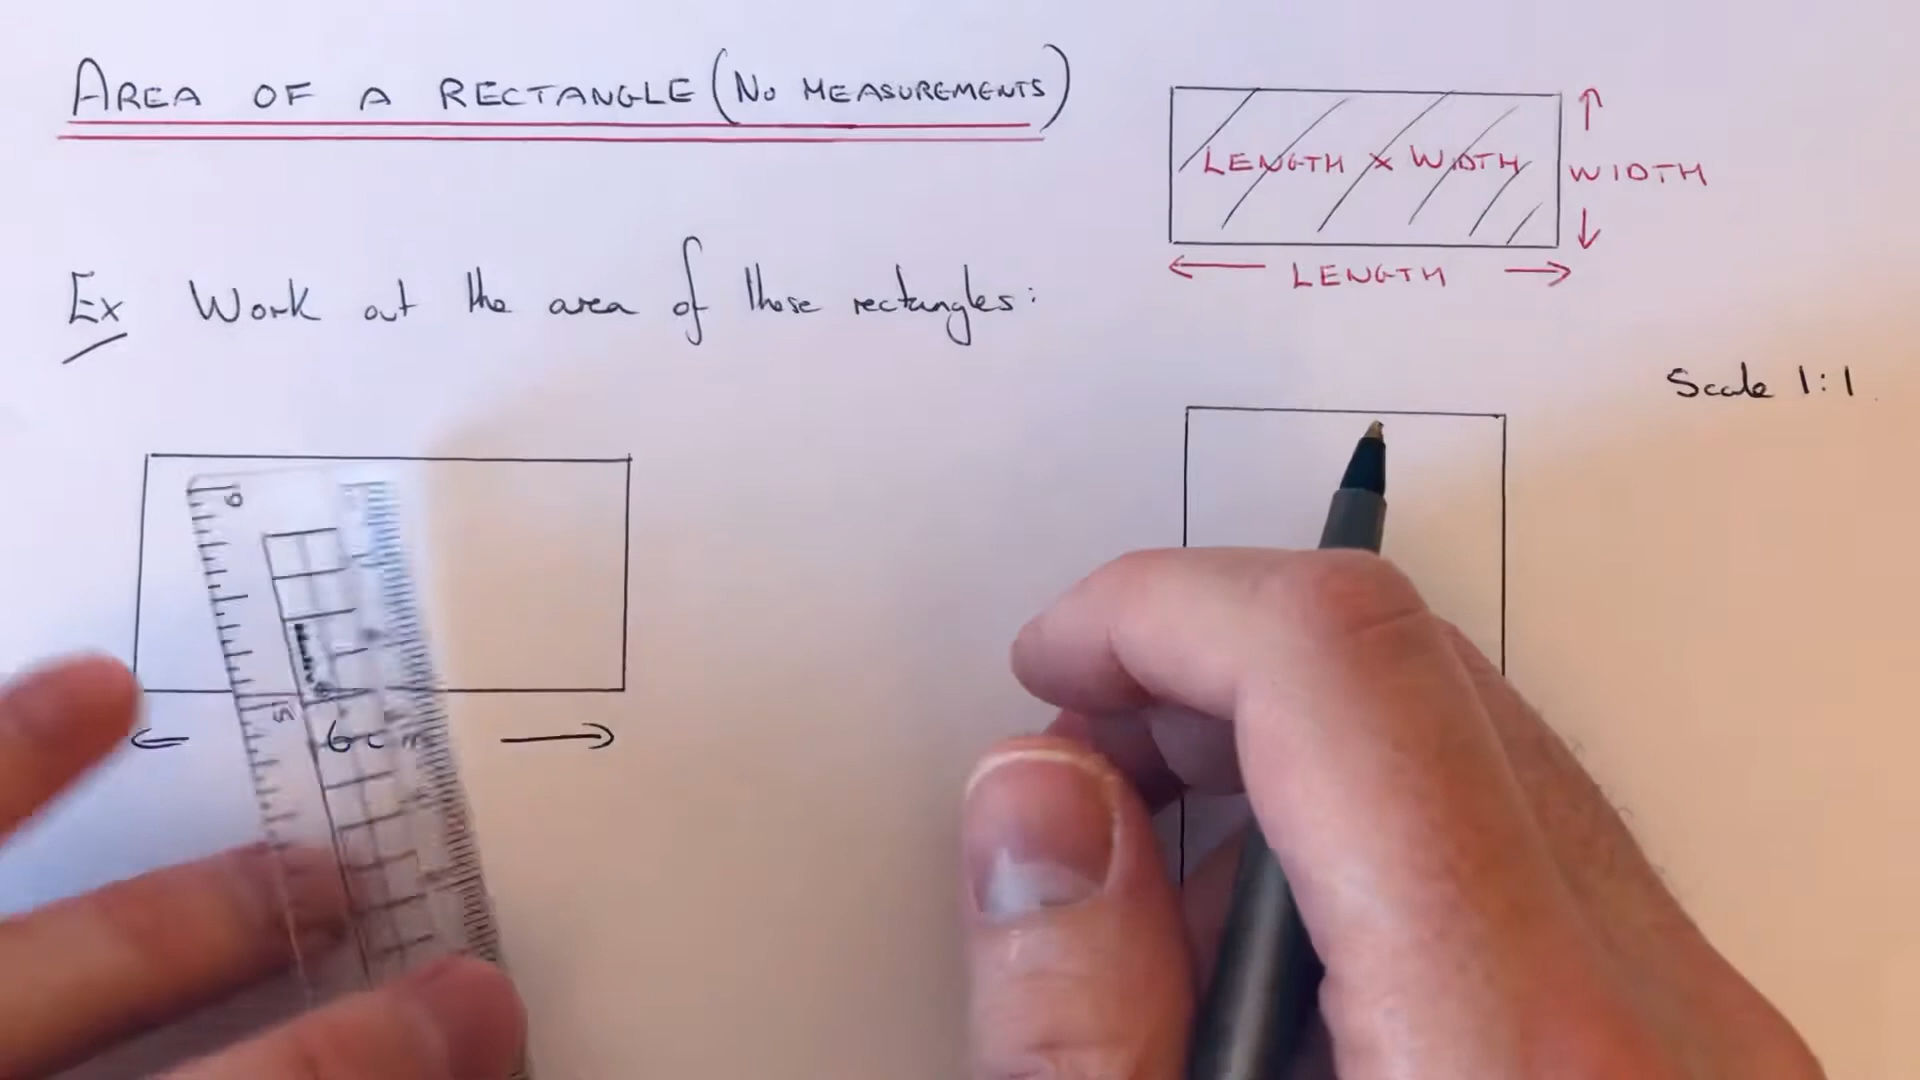 AREA OF A RECTANGLE (NO MEASUREMENTS)
LENGTH X WIDTH
WIDTH
LENGTH
Ex Work out the area of these rectangles:
Scale 1:1
6c